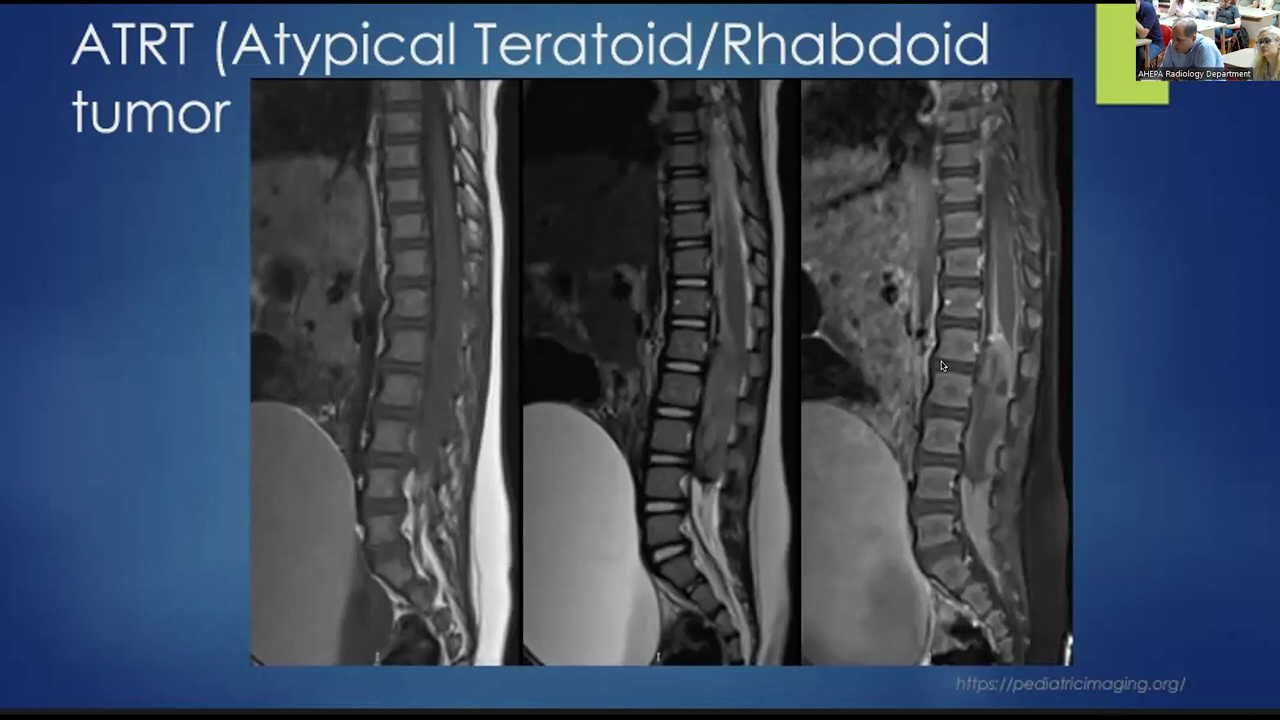 ATRT (Atypical Teratoid/Rhabdoid
tumor
AHEPA Radiology Department
https://pediatricimaging.org/